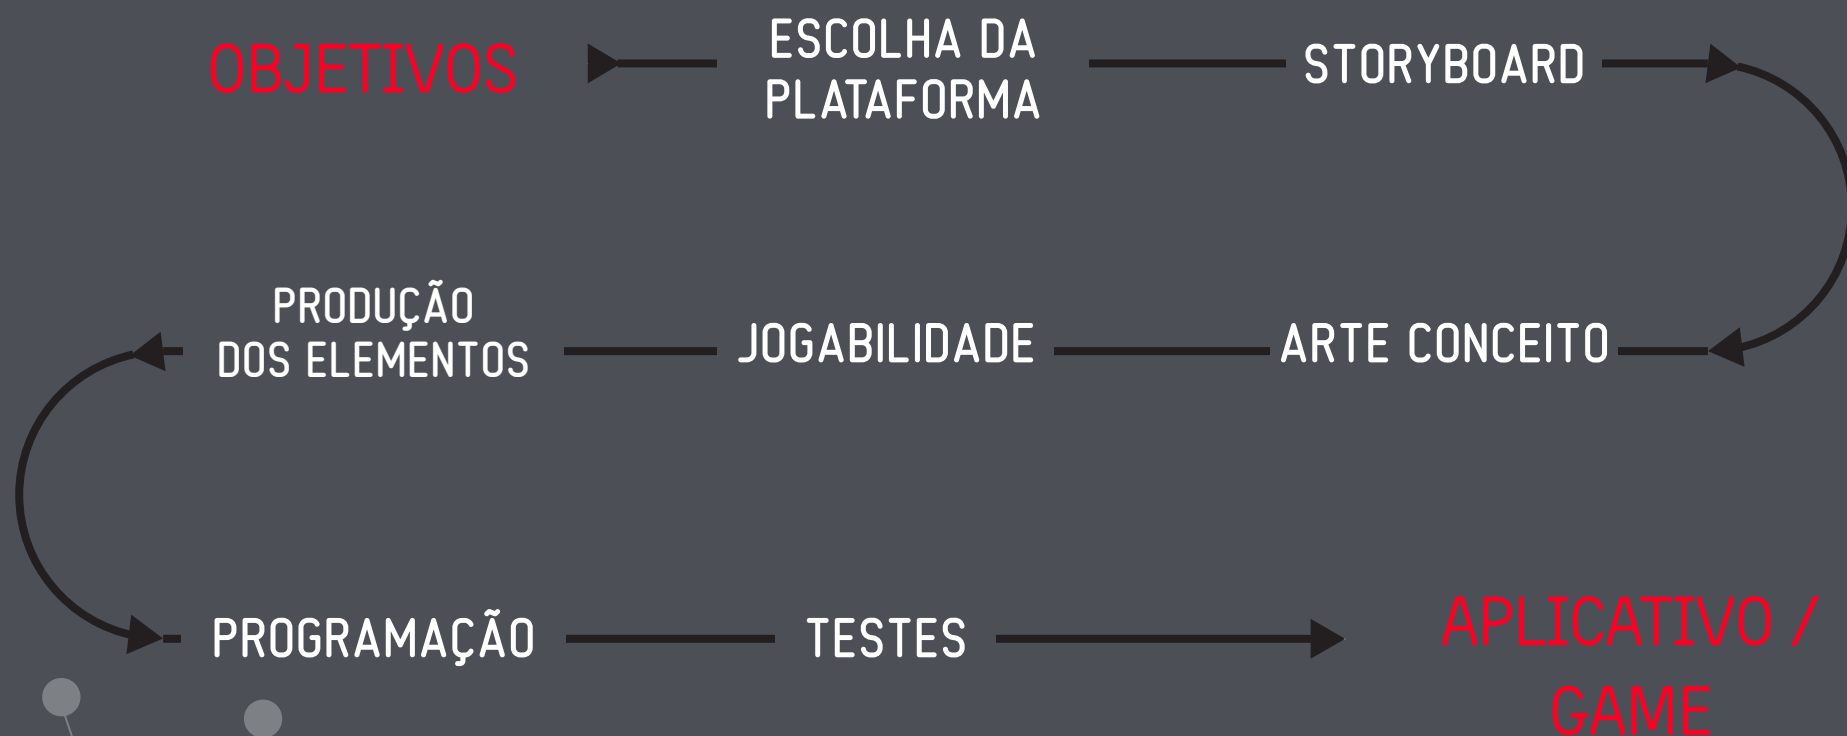 OBJETIVOS
ESCOLHA DA
PLATAFORMA
STORYBOARD
ARTE CONCEITO
JOGABILIDADE
PRODUÇÃO
DOS ELEMENTOS
PROGRAMAÇÃO
TESTES
APLICATIVO /
GAME